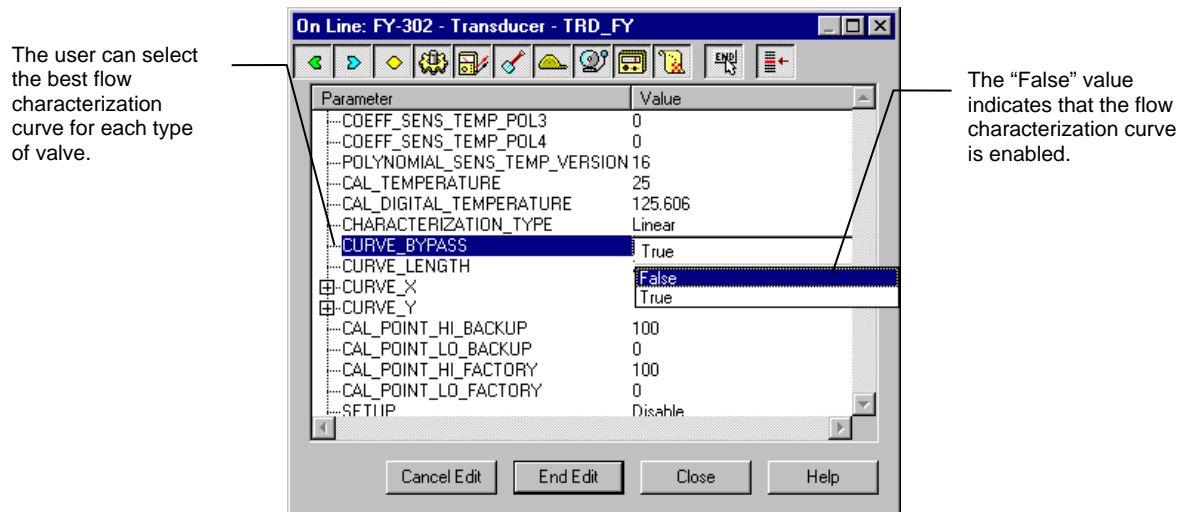 The user can select
the best flow
characterization
curve for each type
of valve.
On Line: FY-302 - Transducer - TRD_FY
END
Parameter Value
COEFF_SENS_TEMP_POL3 0
COEFF_SENS_TEMP_POL4 0
POLYNOMIAL_SENS_TEMP_VERSION 16
CAL_TEMPERATURE 25
CAL_DIGITAL_TEMPERATURE 125.606
CHARACTERIZATION_TYPE Linear
CURVE_BYPASS True
CURVE_LENGTH
False
CURVE_X
True
CURVE_Y
CAL_POINT_HI_BACKUP 100
CAL_POINT_LO_BACKUP 0
CAL_POINT_HI_FACTORY 100
CAL_POINT_LO_FACTORY 0
SETUP Disable
Cancel Edit End Edit Close Help
The “False” value
indicates that the flow
characterization curve
is enabled.